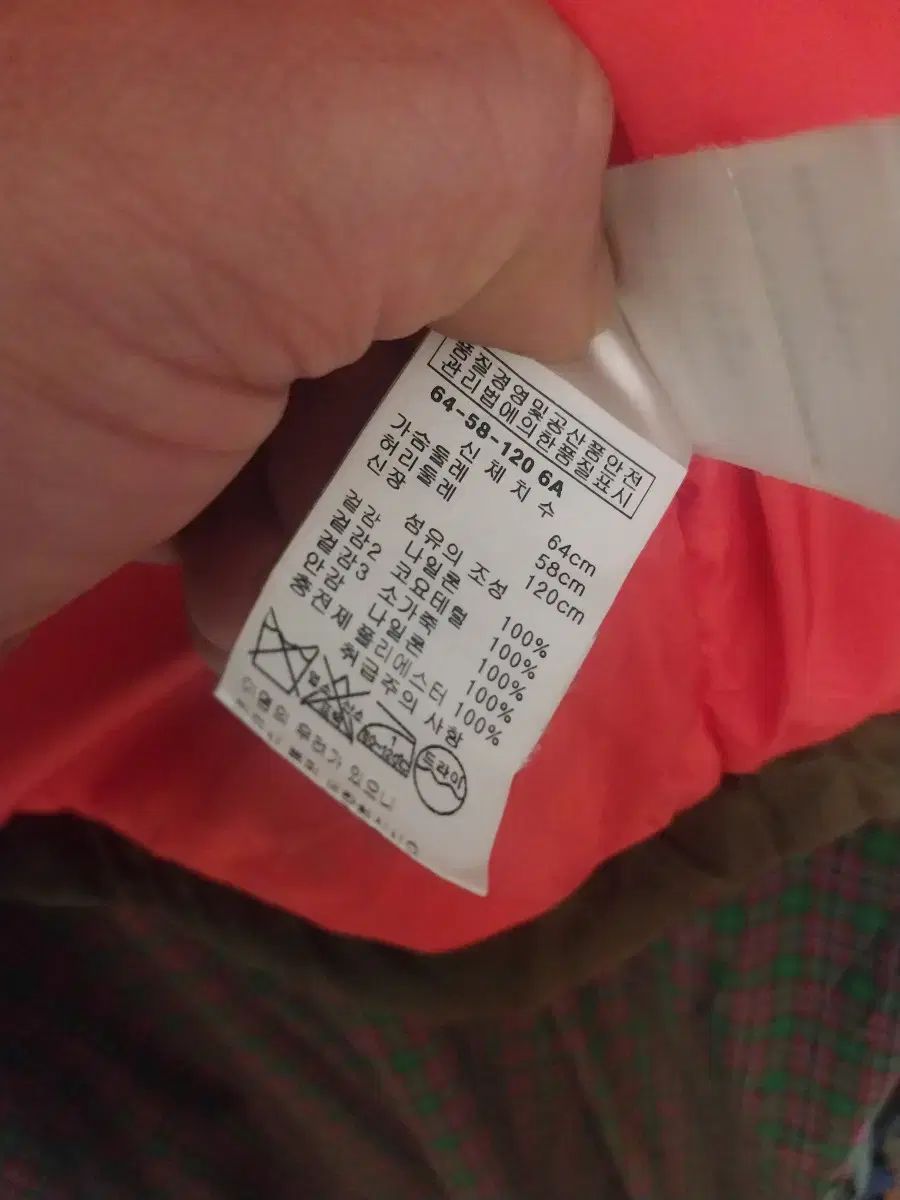 품질경영및공산품안전
관리법에의한품질표시
64-58-120 6A
신 체 치 수
가슴둘레 64cm
허리둘레 58cm
신장 120cm
섬유의 조성
겉감 나일론 100%
겉감2 코요테털 100%
겉감3 소가죽 100%
안감 나일론 100%
충전제 폴리에스터 100%
취급주의 사항
드라이